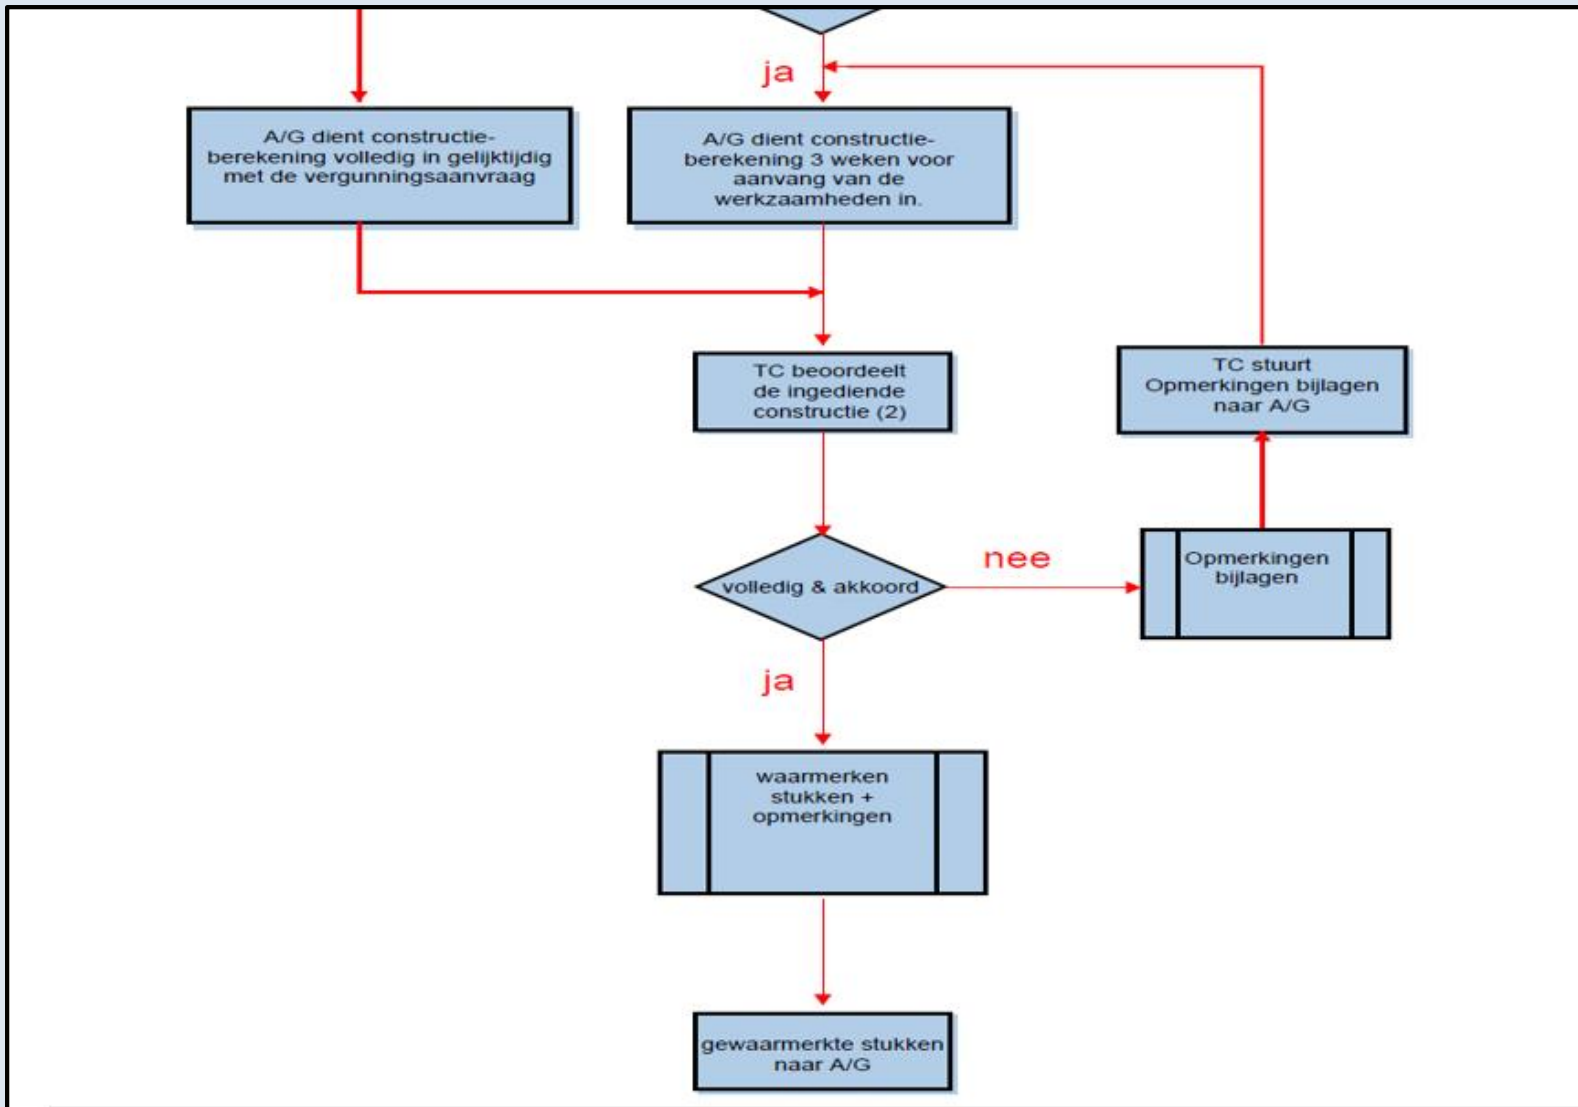 ja
A/G dient constructie-
berekening volledig in gelijktijdig
met de vergunningsaanvraag
A/G dient constructie-
berekening 3 weken voor
aanvang van de
werkzaamheden in.
TC beoordeelt
de ingediende
constructie (2)
TC stuurt
Opmerkingen bijlagen
naar A/G
volledig & akkoord
nee
Opmerkingen
bijlagen
ja
waarmerken
stukken +
opmerkingen
gewaarmerkte stukken
naar A/G